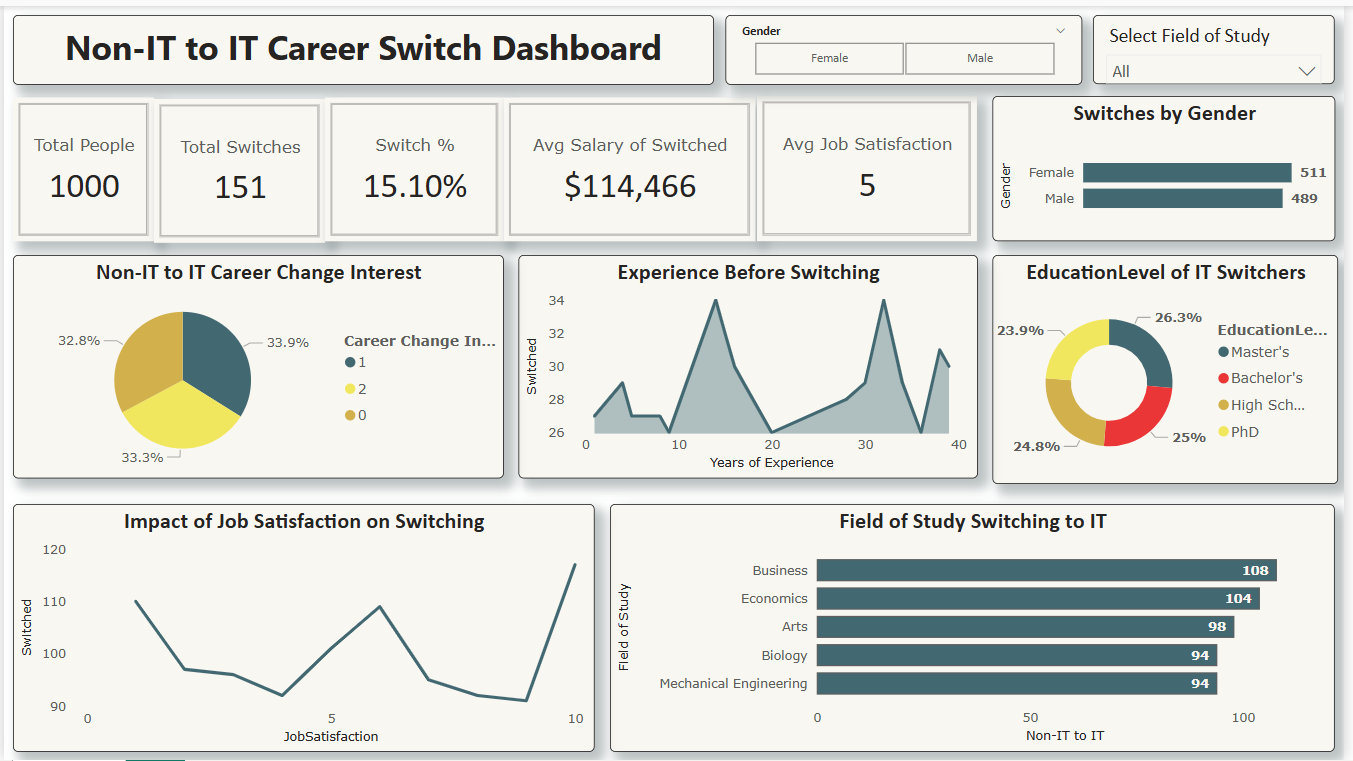 Non-IT to IT Career Switch Dashboard
Gender
Female
Male
Select Field of Study
All
Total People
1000
Total Switches
151
Switch %
15.10%
Avg Salary of Switched
$114,466
Avg Job Satisfaction
5
Switches by Gender
Gender
Female
511
Male
489
Non-IT to IT Career Change Interest
32.8%
33.9%
33.3%
Career Change In...
1
2
0
Experience Before Switching
Switched
34
32
30
28
26
0
10
20
30
40
Years of Experience
EducationLevel of IT Switchers
23.9%
26.3%
24.8%
25%
EducationLe...
Master's
Bachelor's
High Sch...
PhD
Impact of Job Satisfaction on Switching
Switched
120
110
100
90
0
5
10
JobSatisfaction
Field of Study Switching to IT
Field of Study
Business
108
Economics
104
Arts
98
Biology
94
Mechanical Engineering
94
0
50
100
Non-IT to IT